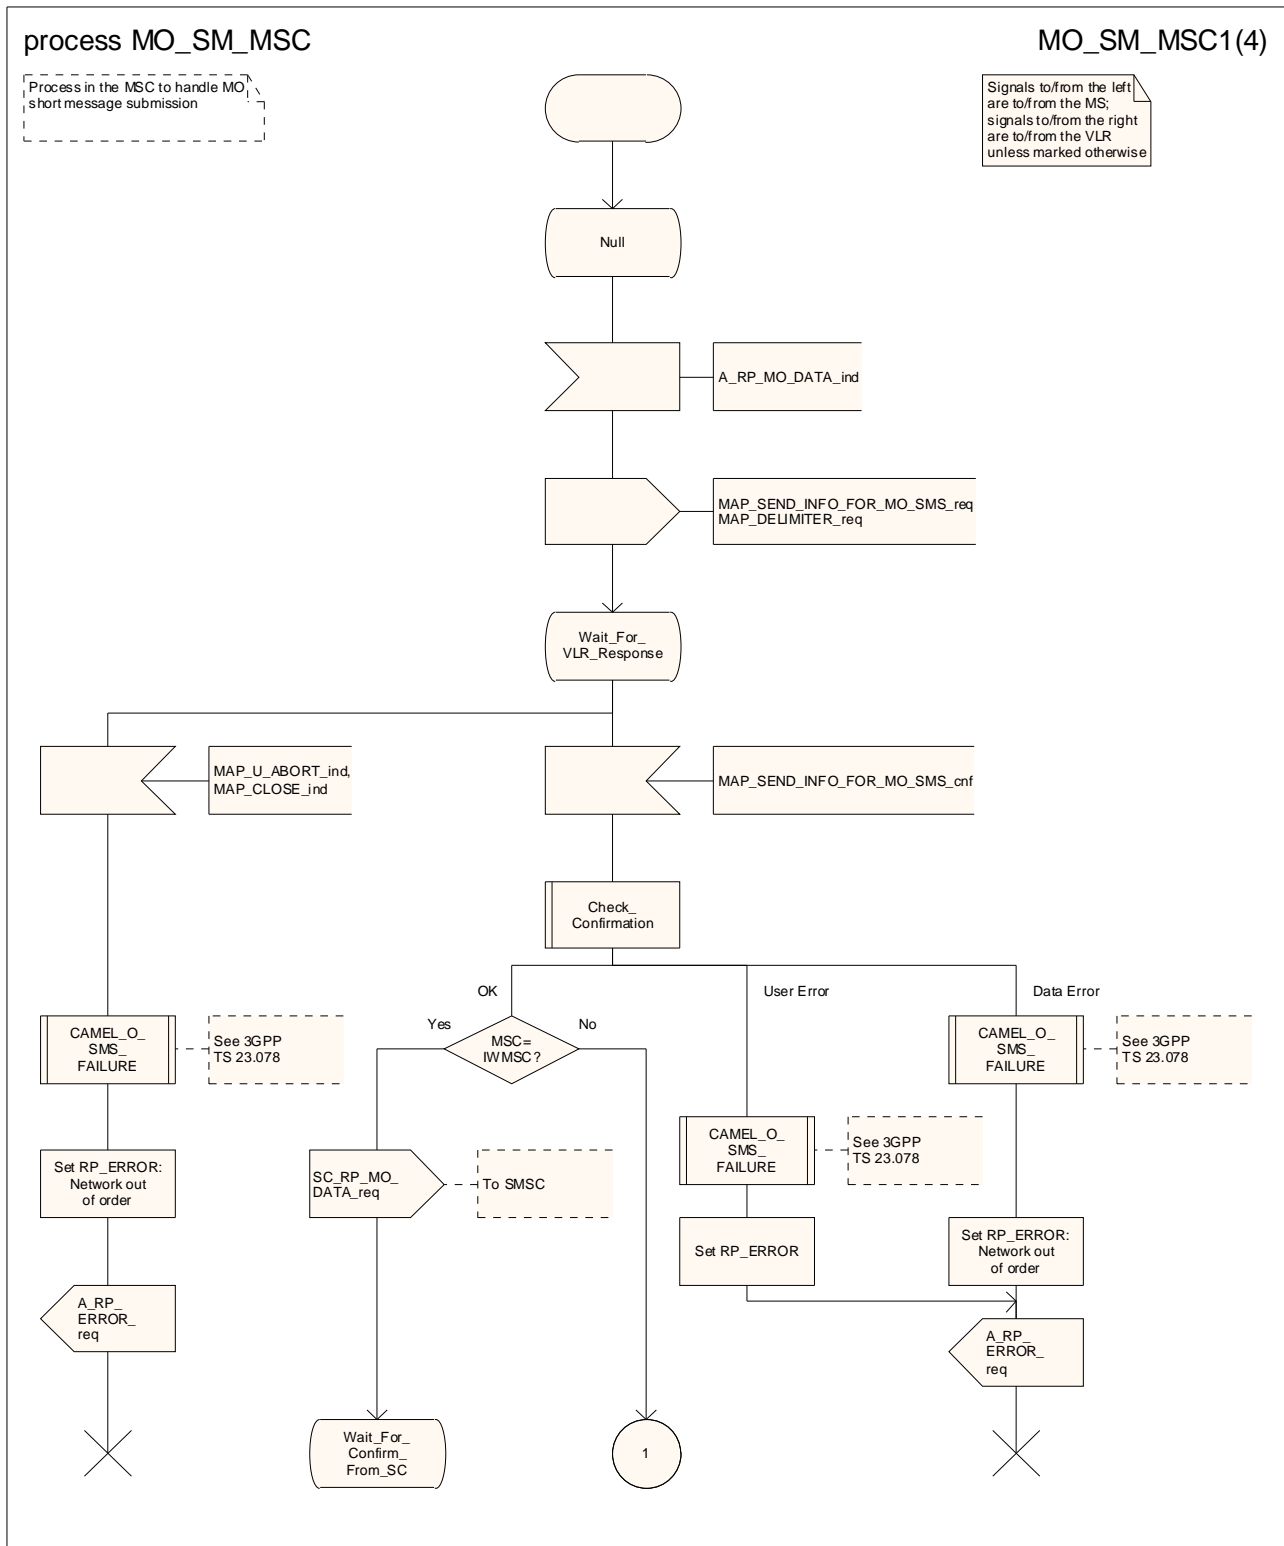 process MO_SM_MSC
MO_SM_MSC1(4)
Process in the MSC to handle MO
short message submission
Signals to/from the left
are to/from the MS;
signals to/from the right
are to/from the VLR
unless marked otherwise
Null
A_RP_MO_DATA_ind
MAP_SEND_INFO_FOR_MO_SMS_req
MAP_DELIMITER_req
Wait_For_
VLR_Response
MAP_U_ABORT_ind,
MAP_CLOSE_ind
MAP_SEND_INFO_FOR_MO_SMS_cnf
Check_
Confirmation
OK
User Error
Data Error
Yes
No
MSC=
IWMSC?
CAMEL_O_
SMS_
FAILURE
See 3GPP
TS 23.078
CAMEL_O_
SMS_
FAILURE
See 3GPP
TS 23.078
CAMEL_O_
SMS_
FAILURE
See 3GPP
TS 23.078
Set RP_ERROR:
Network out
of order
SC_RP_MO_
DATA_req
To SMSC
Set RP_ERROR
Set RP_ERROR:
Network out
of order
A_RP_
ERROR_
req
A_RP_
ERROR_
req
Wait_For_
Confirm_
From_SC
1